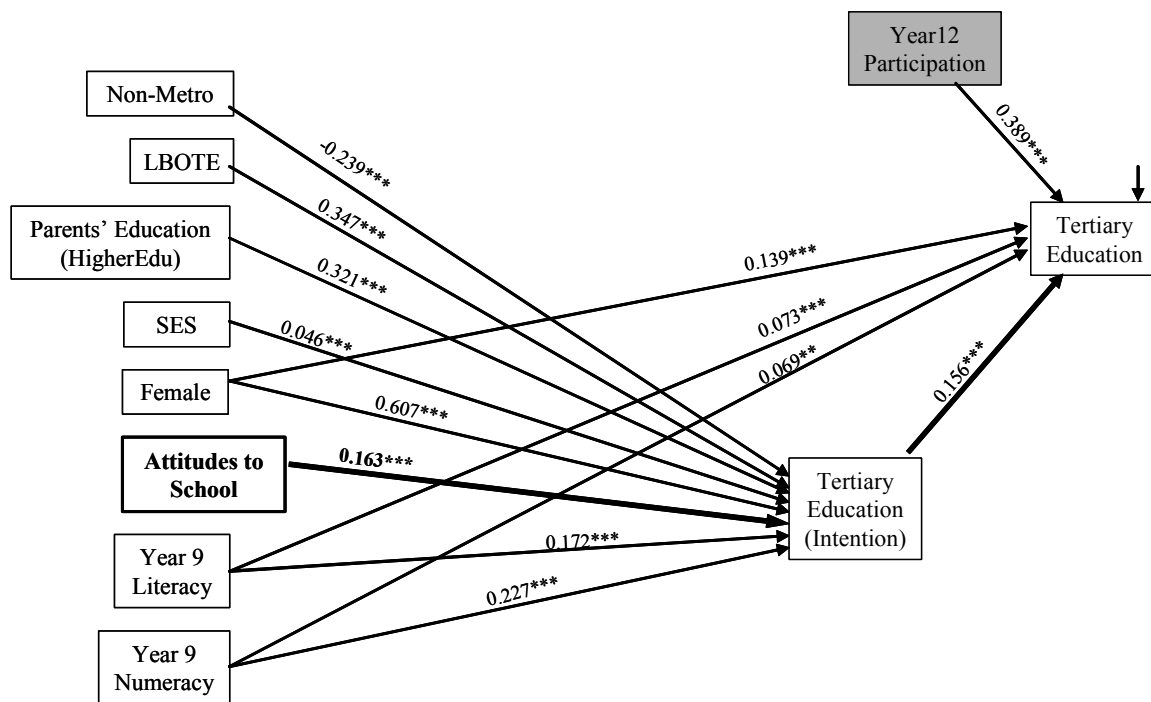 Year12
Participation
Non-Metro
0.389***
LBOTE
-0.239***
Parents’ Education
(HigherEdu)
0.347***
Tertiary
Education
0.321***
0.139***
SES
0.046***
0.073***
Female
0.069**
0.156***
0.607***
Attitudes to
School
0.163***
Tertiary
Education
(Intention)
Year 9
Literacy
0.172***
0.227***
Year 9
Numeracy